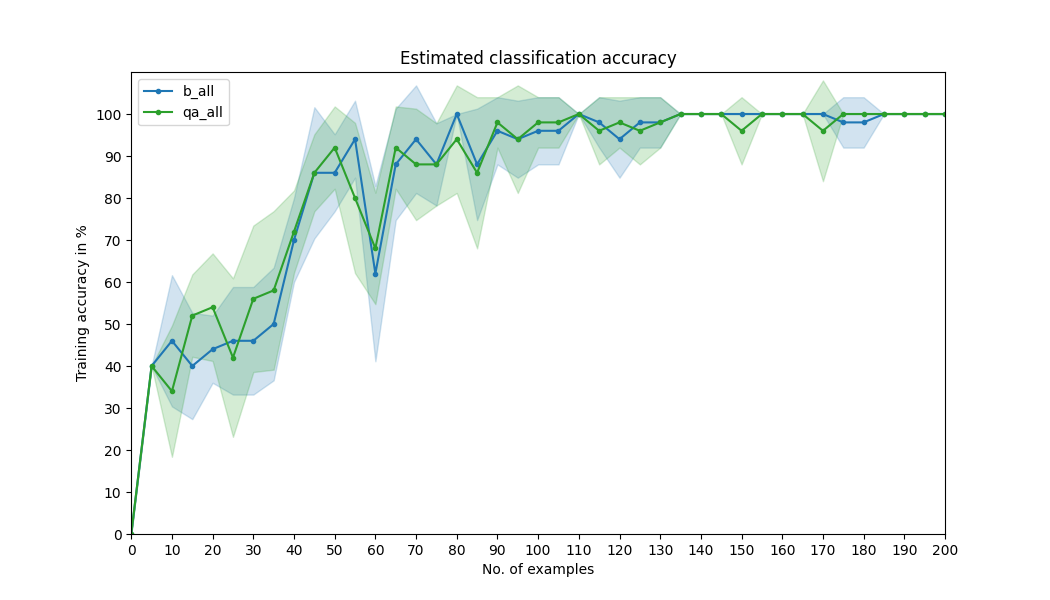 Estimated classification accuracy
b_all
qa_all
Training accuracy in %
100
90
80
70
60
50
40
30
20
10
0
0 10 20 30 40 50 60 70 80 90 100 110 120 130 140 150 160 170 180 190 200
No. of examples